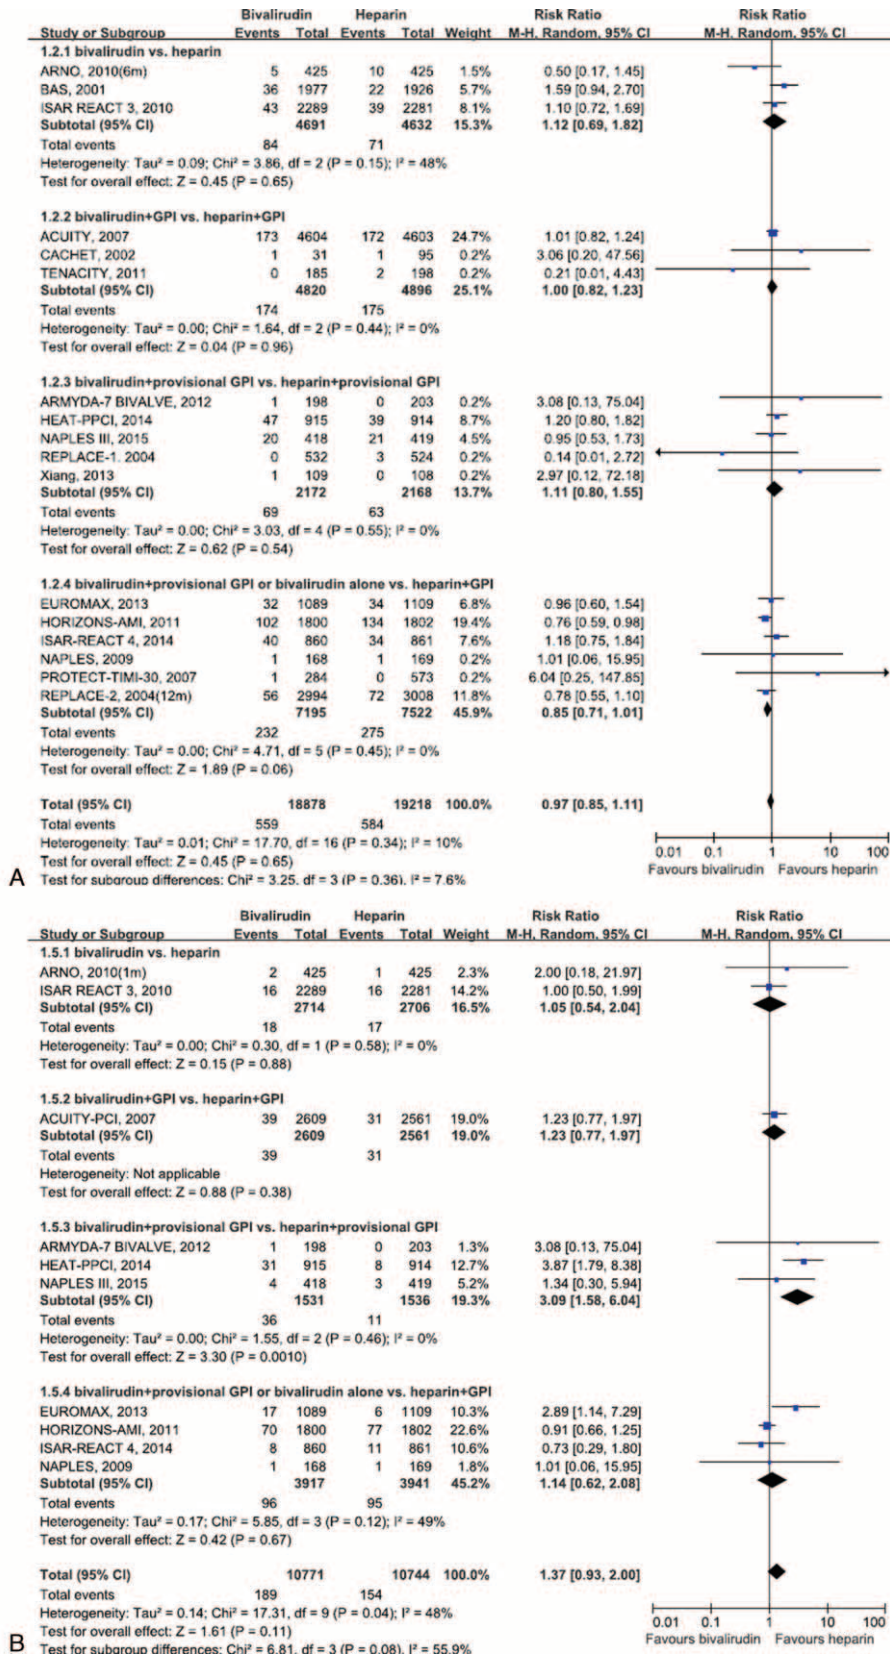 Bivalirudin Heparin Risk Ratio Risk Ratio
Study or Subgroup Events Total Events Total Weight M-H. Random. 95% CI M-H. Random. 95% CI
1.2.1 bivalirudin vs. heparin
ARNO, 2010(6m) 5 425 10 425 1.5% 0.50 [0.17, 1.45]
BAS, 2001 36 1977 22 1926 5.7% 1.59 [0.94, 2.70]
ISAR REACT 3, 2010 43 2289 39 2281 8.1% 1.10 [0.72, 1.69]
Subtotal (95% CI) 4691 4632 15.3% 1.12 [0.69, 1.82]
Total events 84 71
Heterogeneity: Tau² = 0.09; Chi² = 3.86, df = 2 (P = 0.15); I² = 48%
Test for overall effect: Z = 0.45 (P = 0.65)
1.2.2 bivalirudin+GPI vs. heparin+GPI
ACUITY, 2007 173 4604 172 4603 24.7% 1.01 [0.82, 1.24]
CACHET, 2002 1 31 1 95 0.2% 3.06 [0.20, 47.56]
TENACITY, 2011 0 185 2 198 0.2% 0.21 [0.01, 4.43]
Subtotal (95% CI) 4820 4896 25.1% 1.00 [0.82, 1.23]
Total events 174 175
Heterogeneity: Tau² = 0.00; Chi² = 1.64, df = 2 (P = 0.44); I² = 0%
Test for overall effect: Z = 0.04 (P = 0.96)
1.2.3 bivalirudin+provisional GPI vs. heparin+provisional GPI
ARMYDA-7 BIVALVE, 2012 1 198 0 203 0.2% 3.08 [0.13, 75.04]
HEAT-PPCI, 2014 47 915 39 914 8.7% 1.20 [0.80, 1.82]
NAPLES III, 2015 20 418 21 419 4.5% 0.95 [0.53, 1.73]
REPLACE-1. 2004 0 532 3 524 0.2% 0.14 [0.01, 2.72]
Xiang, 2013 1 109 0 108 0.2% 2.97 [0.12, 72.18]
Subtotal (95% CI) 2172 2168 13.7% 1.11 [0.80, 1.55]
Total events 69 63
Heterogeneity: Tau² = 0.00; Chi² = 3.03, df = 4 (P = 0.55); I² = 0%
Test for overall effect: Z = 0.62 (P = 0.54)
1.2.4 bivalirudin+provisional GPI or bivalirudin alone vs. heparin+GPI
EUROMAX, 2013 32 1089 34 1109 6.8% 0.96 [0.60, 1.54]
HORIZONS-AMI, 2011 102 1800 134 1802 19.4% 0.76 [0.59, 0.98]
ISAR-REACT 4, 2014 40 860 34 861 7.6% 1.18 [0.75, 1.84]
NAPLES, 2009 1 168 1 169 0.2% 1.01 [0.06, 15.95]
PROTECT-TIMI-30, 2007 1 284 0 573 0.2% 6.04 [0.25, 147.85]
REPLACE-2, 2004(12m) 56 2994 72 3008 11.8% 0.78 [0.55, 1.10]
Subtotal (95% CI) 7195 7522 45.9% 0.85 [0.71, 1.01]
Total events 232 275
Heterogeneity: Tau² = 0.00; Chi² = 4.71, df = 5 (P = 0.45); I² = 0%
Test for overall effect: Z = 1.89 (P = 0.06)
Total (95% CI) 18878 19218 100.0% 0.97 [0.85, 1.11]
Total events 559 584
Heterogeneity: Tau² = 0.01; Chi² = 17.70, df = 16 (P = 0.34); I² = 10%
Test for overall effect: Z = 0.45 (P = 0.65)
Test for subgroup differences: Chi² = 3.25. df = 3 (P = 0.36). I² = 7.6%
0.01 0.1 1 10 100
Favours bivalirudin Favours heparin
A
Bivalirudin Heparin Risk Ratio Risk Ratio
Study or Subgroup Events Total Events Total Weight M-H. Random. 95% CI M-H. Random. 95% CI
1.5.1 bivalirudin vs. heparin
ARNO, 2010(1m) 2 425 1 425 2.3% 2.00 [0.18, 21.97]
ISAR REACT 3, 2010 16 2289 16 2281 14.2% 1.00 [0.50, 1.99]
Subtotal (95% CI) 2714 2706 16.5% 1.05 [0.54, 2.04]
Total events 18 17
Heterogeneity: Tau² = 0.00; Chi² = 0.30, df = 1 (P = 0.58); I² = 0%
Test for overall effect: Z = 0.15 (P = 0.88)
1.5.2 bivalirudin+GPI vs. heparin+GPI
ACUITY-PCI, 2007 39 2609 31 2561 19.0% 1.23 [0.77, 1.97]
Subtotal (95% CI) 2609 2561 19.0% 1.23 [0.77, 1.97]
Total events 39 31
Heterogeneity: Not applicable
Test for overall effect: Z = 0.88 (P = 0.38)
1.5.3 bivalirudin+provisional GPI vs. heparin+provisional GPI
ARMYDA-7 BIVALVE, 2012 1 198 0 203 1.3% 3.08 [0.13, 75.04]
HEAT-PPCI, 2014 31 915 8 914 12.7% 3.87 [1.79, 8.38]
NAPLES III, 2015 4 418 3 419 5.2% 1.34 [0.30, 5.94]
Subtotal (95% CI) 1531 1536 19.3% 3.09 [1.58, 6.04]
Total events 36 11
Heterogeneity: Tau² = 0.00; Chi² = 1.55, df = 2 (P = 0.46); I² = 0%
Test for overall effect: Z = 3.30 (P = 0.0010)
1.5.4 bivalirudin+provisional GPI or bivalirudin alone vs. heparin+GPI
EUROMAX, 2013 17 1089 6 1109 10.3% 2.89 [1.14, 7.29]
HORIZONS-AMI, 2011 70 1800 77 1802 22.6% 0.91 [0.66, 1.25]
ISAR-REACT 4, 2014 8 860 11 861 10.6% 0.73 [0.29, 1.80]
NAPLES, 2009 1 168 1 169 1.8% 1.01 [0.06, 15.95]
Subtotal (95% CI) 3917 3941 45.2% 1.14 [0.62, 2.08]
Total events 96 95
Heterogeneity: Tau² = 0.17; Chi² = 5.85, df = 3 (P = 0.12); I² = 49%
Test for overall effect: Z = 0.42 (P = 0.67)
Total (95% CI) 10771 10744 100.0% 1.37 [0.93, 2.00]
Total events 189 154
Heterogeneity: Tau² = 0.14; Chi² = 17.31, df = 9 (P = 0.04); I² = 48%
Test for overall effect: Z = 1.61 (P = 0.11)
Test for subgroup differences: Chi² = 6.81. df = 3 (P = 0.08). I² = 55.9%
0.01 0.1 1 10 100
Favours bivalirudin Favours heparin
B